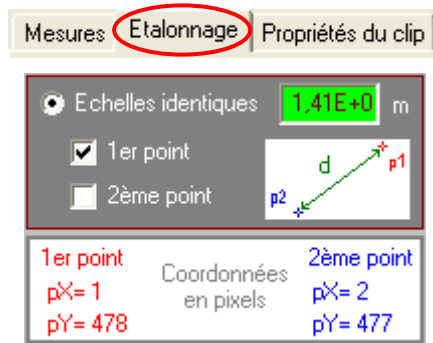 Mesures Etalonnage Propriétés du clip
Echelles identiques 1,41E+0 m
1er point
2ème point
d p1
p2
1er point Coordonnées en pixels 2ème point
pX= 1 pX= 2
pY= 478 pY= 477